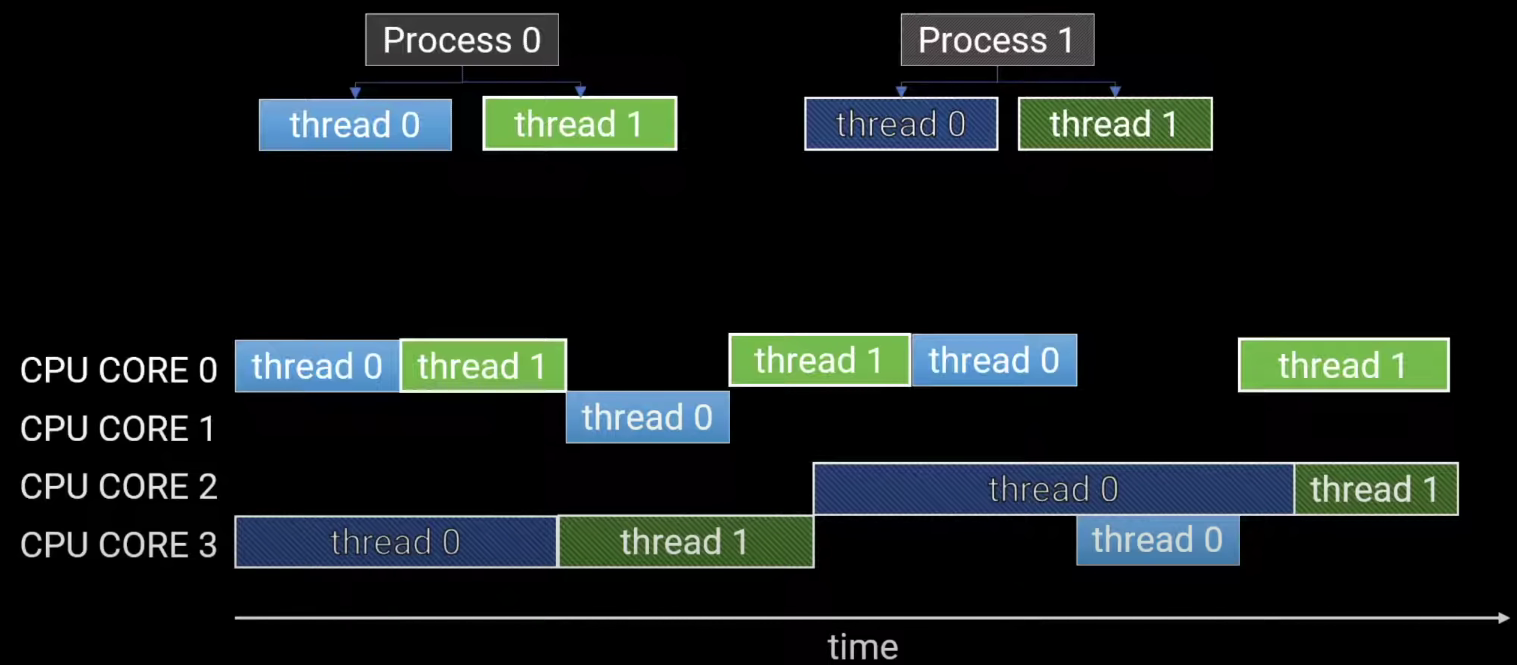 Process 0
Process 1
thread 0
thread 1
thread 0
thread 1
CPU CORE 0
thread 0
thread 1
thread 1
thread 0
thread 1
CPU CORE 1
thread 0
CPU CORE 2
thread 0
thread 1
CPU CORE 3
thread 0
thread 1
thread 0
time